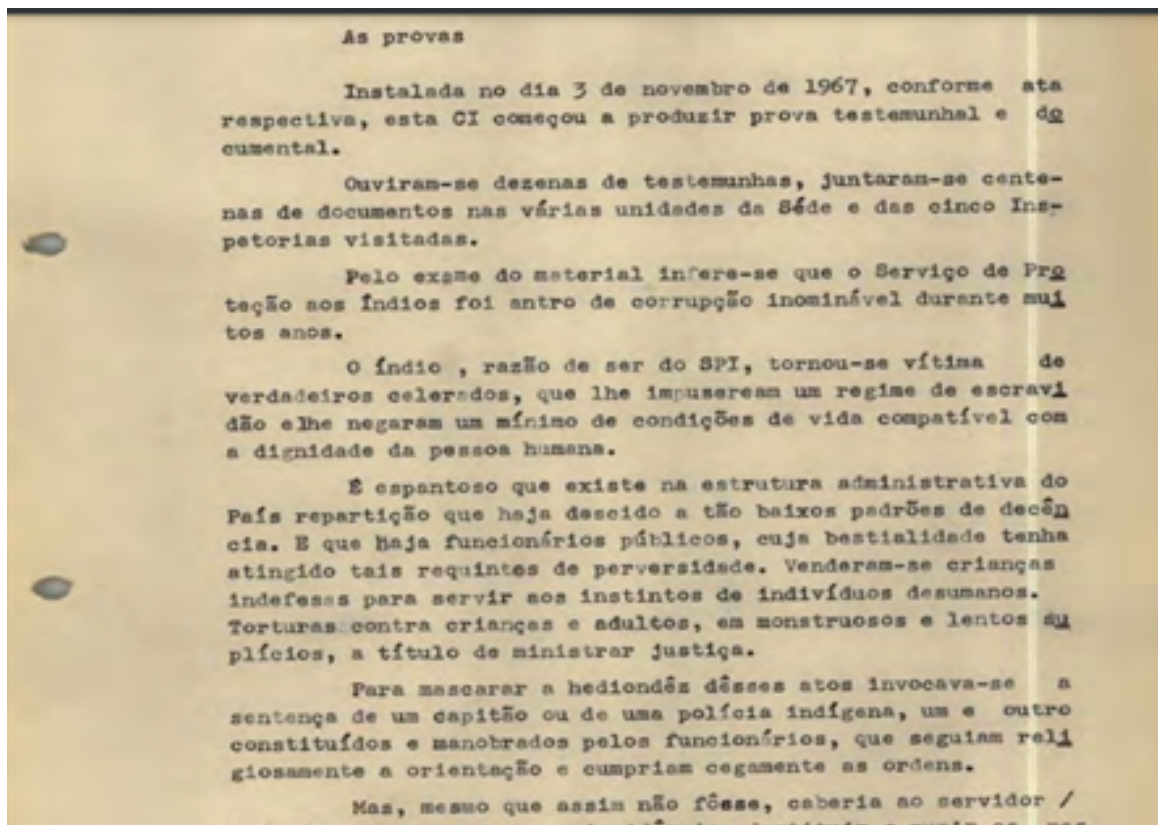 As provas
Instalada no dia 3 de novembro de 1967, conforme ata
respectiva, esta CI começou a produzir prova testemunhal e do
cumental.
Ouviram-se dezenas de testemunhas, juntaram-se cente-
nas de documentos nas várias unidades da Séde e das cinco Ins-
petorias visitadas.
Pelo exame do material infere-se que o Serviço de Pro
teção aos Índios foi antro de corrupção inominável durante mui
tos anos.
O índio , razão de ser do SPI, tornou-se vítima de
verdadeiros celerados, que lhe impuseream um regime de escravi
dão elhe negaram um mínimo de condições de vida compatível com
a dignidade da pessoa humana.
É espantoso que existe na estrutura administrativa do
País repartição que haja descido a tão baixos padrões de decên
cia. E que haja funcionários públicos, cuja bestialidade tenha
atingido tais requintes de perversidade. Venderam-se crianças
indefesas para servir aos instintos de indivíduos desumanos.
Torturas contra crianças e adultos, em monstruosos e lentos su
plícios, a título de ministrar justiça.
Para mascarar a hediondês dêsses atos invocava-se a
sentença de um capitão ou de uma polícia indígena, um e outro
constituídos e manobrados pelos funcionários, que seguiam reli
giosamente a orientação e cumpriam cegamente as ordens.
Mas, mesmo que assim não fôsse, caberia ao servidor /